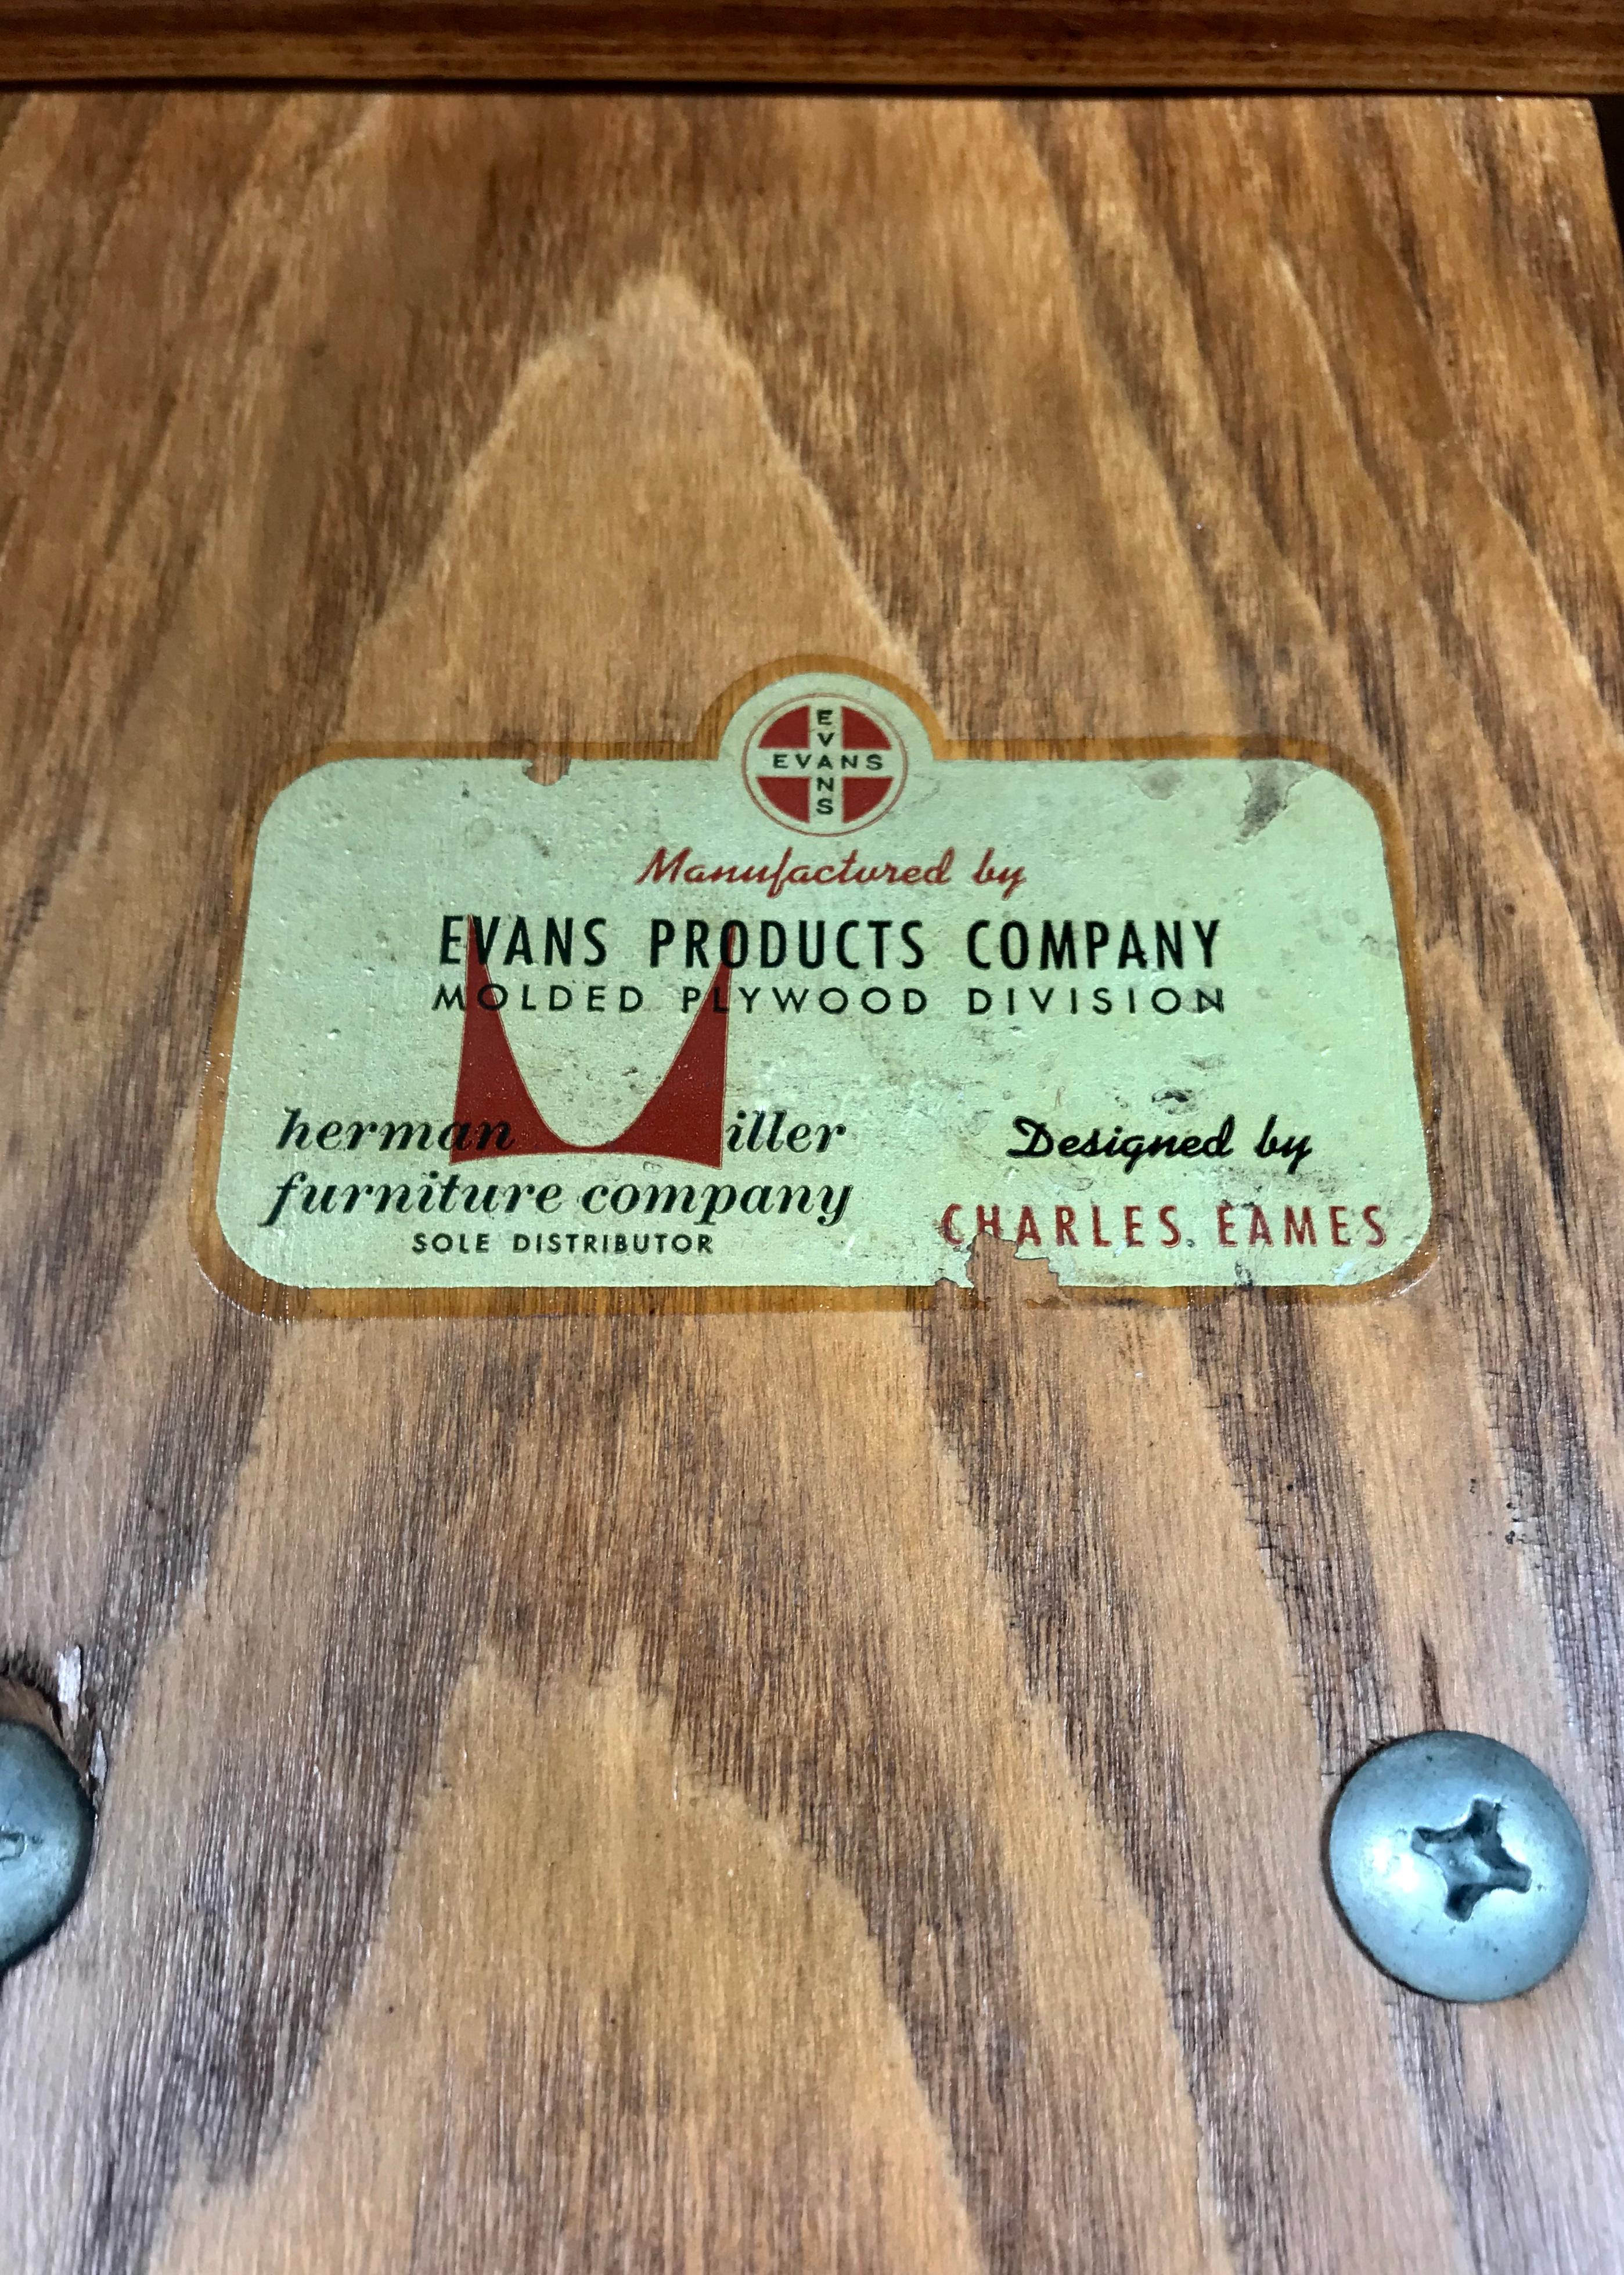 EVANS
EVANS
Manufactured by
EVANS PRODUCTS COMPANY
MOLDED PLYWOOD DIVISION
herman miller
furniture company
SOLE DISTRIBUTOR
Designed by
CHARLES EAMES